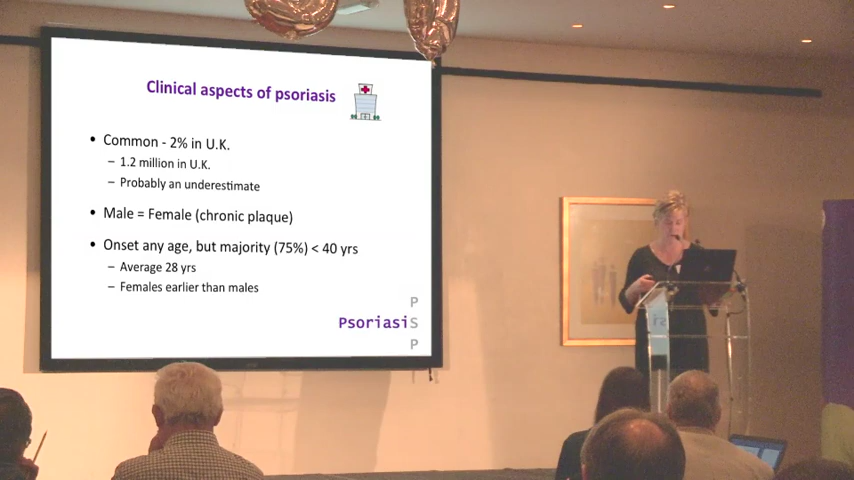 Clinical aspects of psoriasis
• Common - 2% in U.K.
– 1.2 million in U.K.
– Probably an underestimate
• Male = Female (chronic plaque)
• Onset any age, but majority (75%) < 40 yrs
– Average 28 yrs
– Females earlier than males
P
PsoriasiS
P